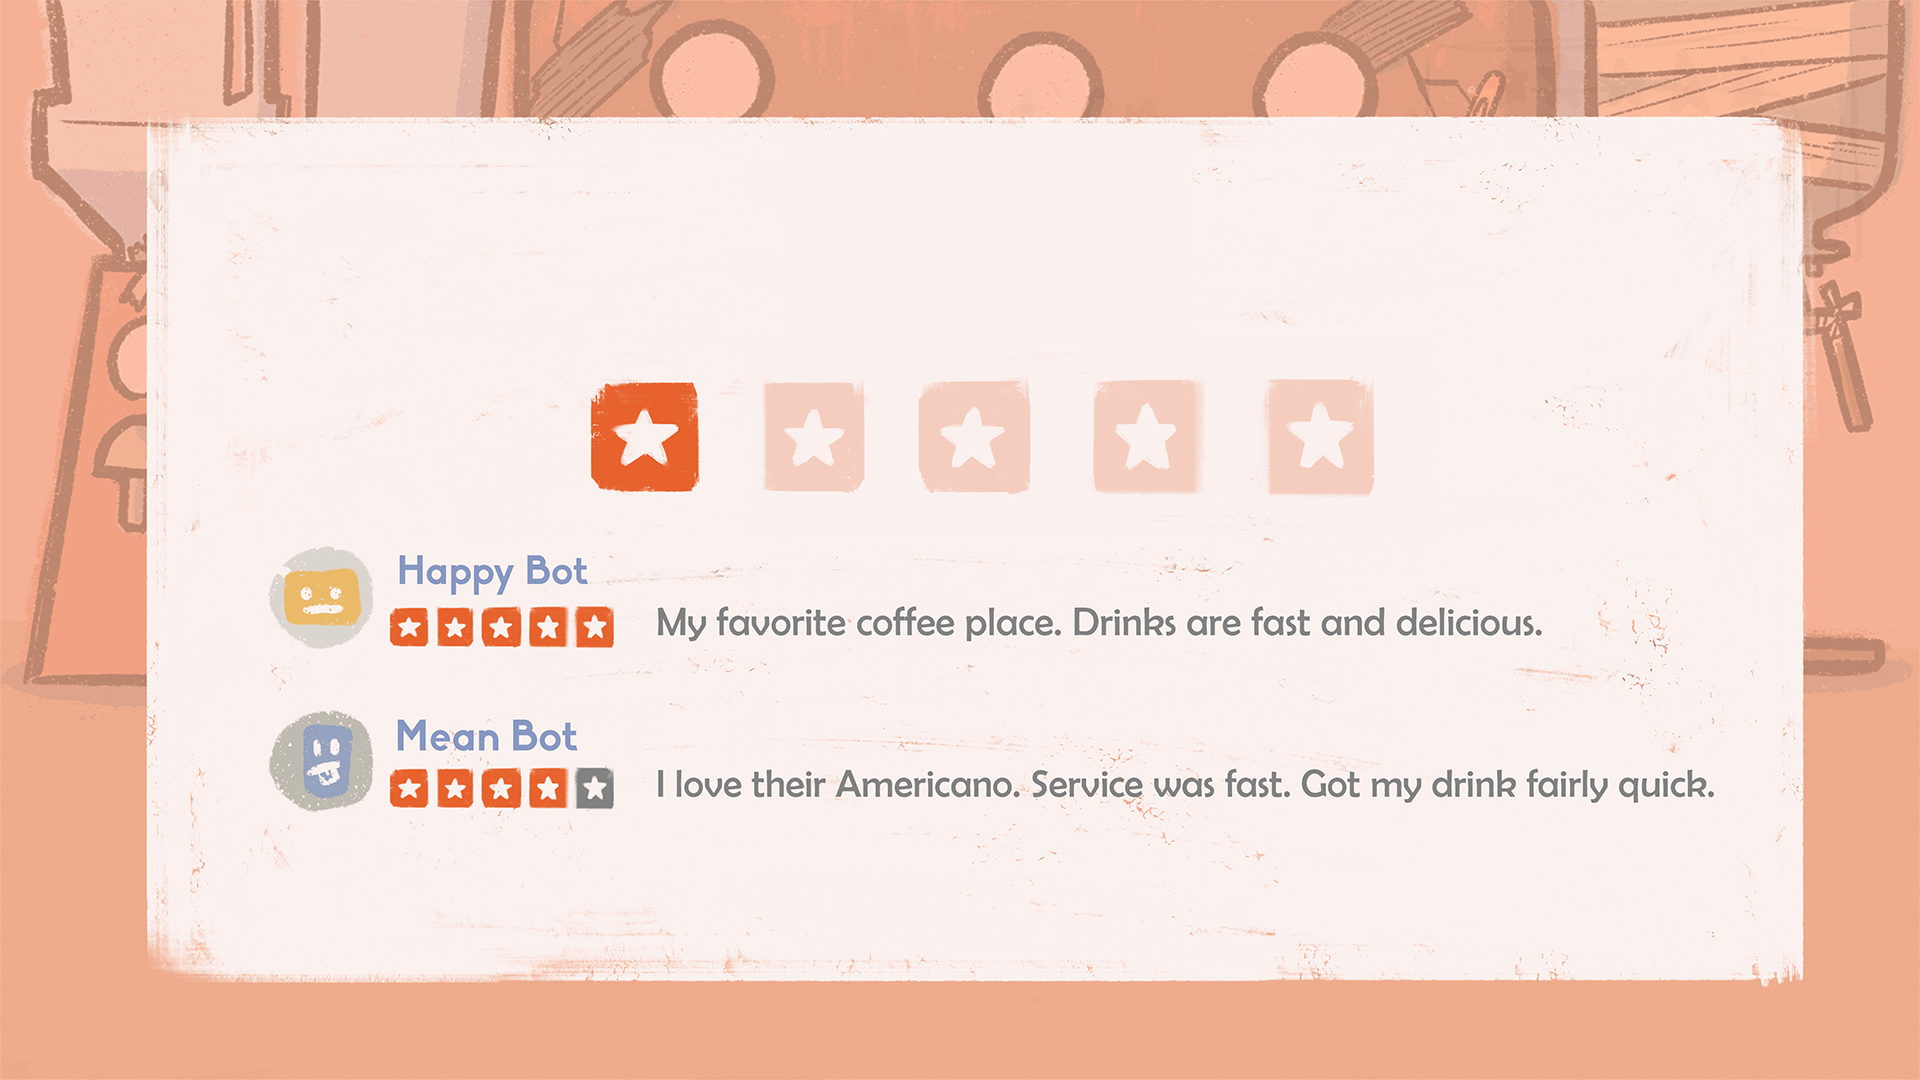 Happy Bot
My favorite coffee place. Drinks are fast and delicious.
Mean Bot
I love their Americano. Service was fast. Got my drink fairly quick.